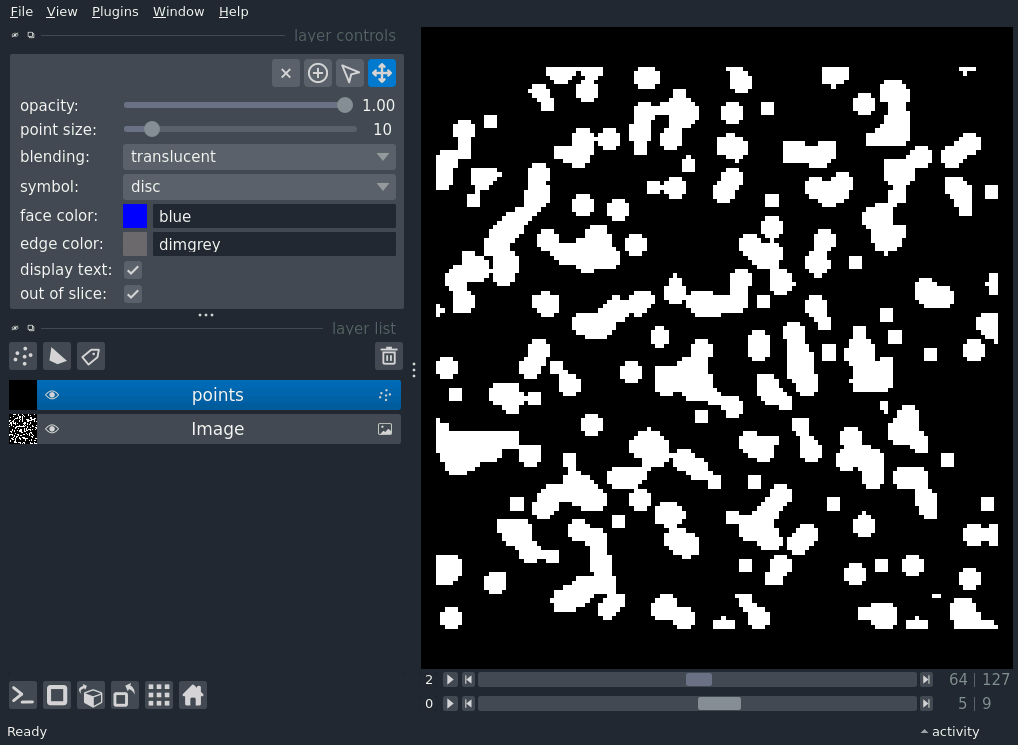 File View Plugins Window Help
layer controls
opacity: 1.00
point size: 10
blending: translucent
symbol: disc
face color: blue
edge color: dimgrey
display text:
out of slice:
layer list
points
Image
2 64 | 127
0 5 | 9
Ready activity